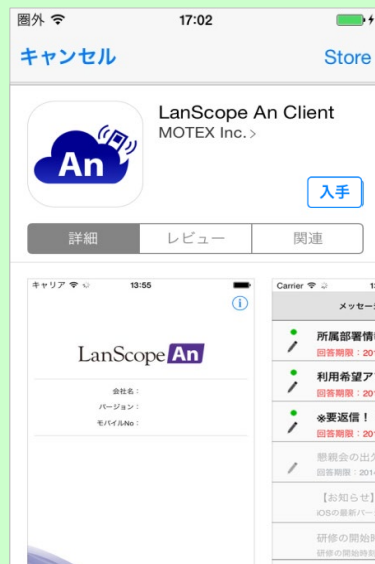 圏外 17:02
キャンセル Store
An
LanScope An Client
MOTEX Inc. >
入手
詳細 レビュー 関連
キャリア 13:55
LanScope An
会社名：
バージョン：
モバイルNo：
Carrier
メッセー
所属部署情
回答期限：201
利用希望ア
回答期限：201
※要返信！
回答期限：201
懇親会の出
回答期限：201
【お知らせ】
iOSの最新バー
研修の開始時
研修の開始時刻